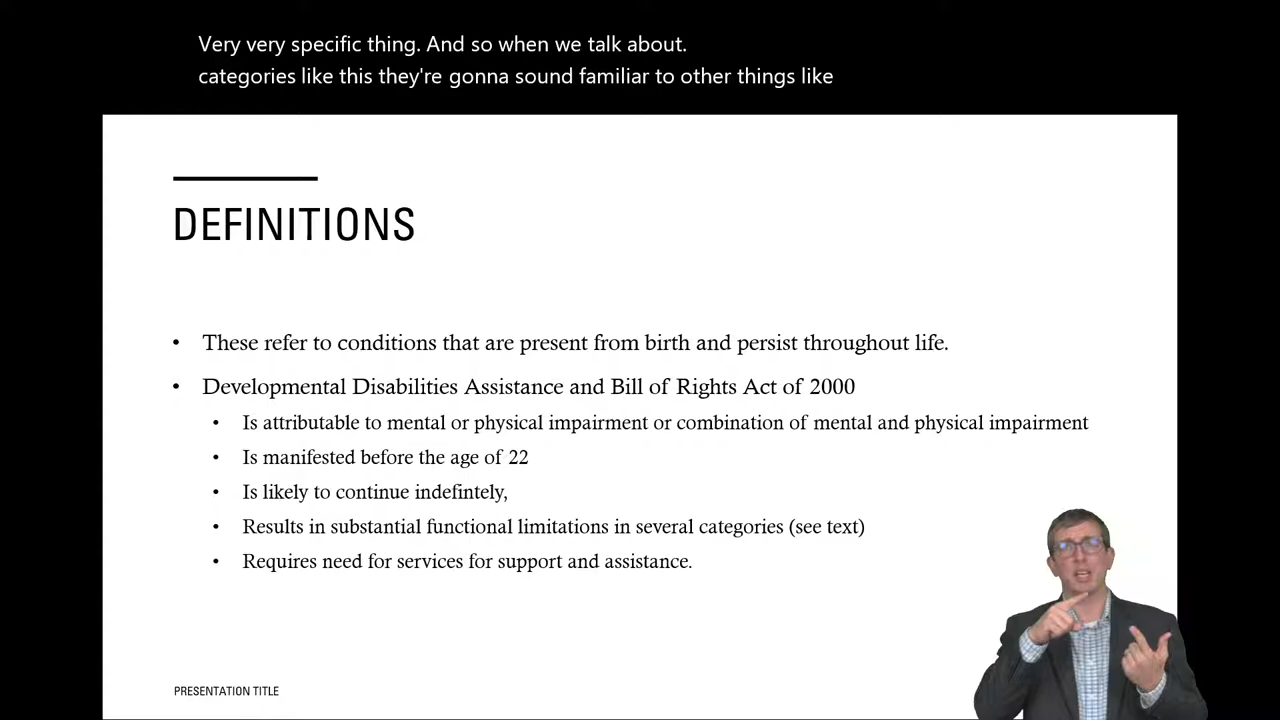 Very very specific thing. And so when we talk about.
categories like this they're gonna sound familiar to other things like
DEFINITIONS
• These refer to conditions that are present from birth and persist throughout life.
• Developmental Disabilities Assistance and Bill of Rights Act of 2000
• Is attributable to mental or physical impairment or combination of mental and physical impairment
• Is manifested before the age of 22
• Is likely to continue indefintely,
• Results in substantial functional limitations in several categories (see text)
• Requires need for services for support and assistance.
PRESENTATION TITLE